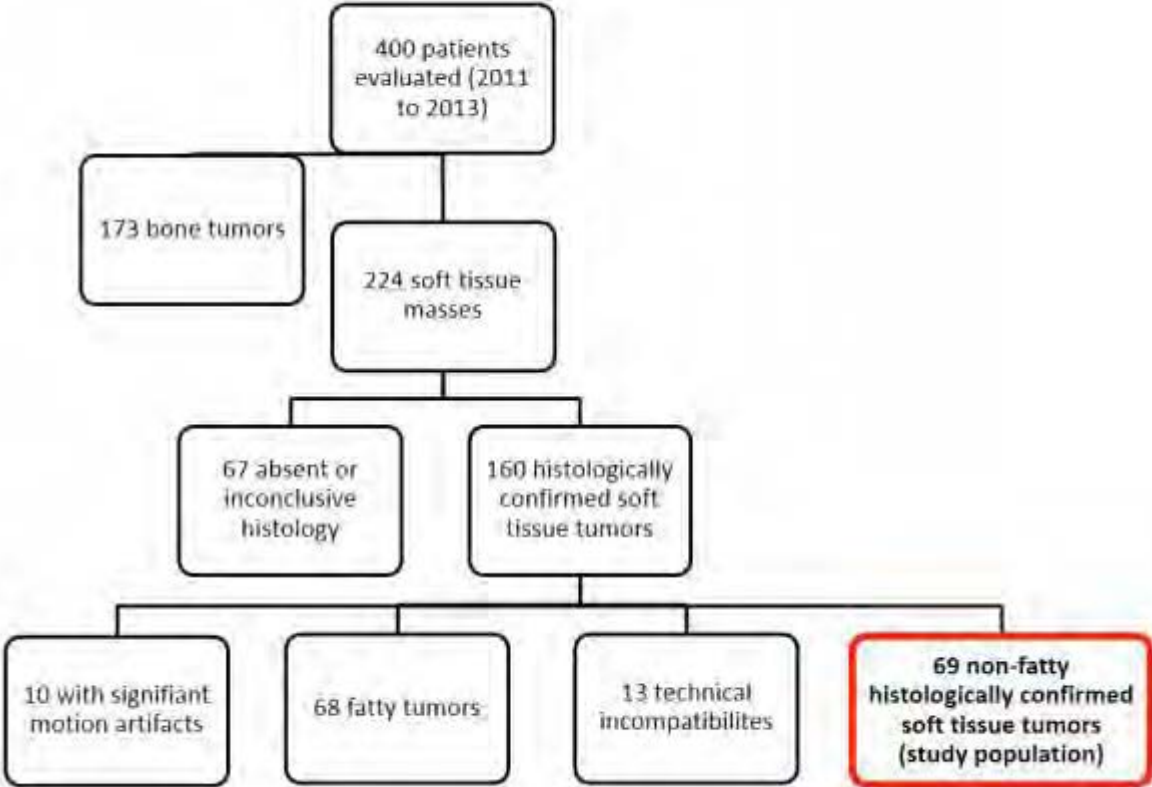 400 patients
evaluated (2011
to 2013)
173 bone tumors
224 soft tissue
masses
67 absent or
inconclusive
histology
160 histologically
confirmed soft
tissue tumors
10 with signifiant
motion artifacts
68 fatty tumors
13 technical
incompatibilites
69 non-fatty
histologically confirmed
soft tissue tumors
(study population)